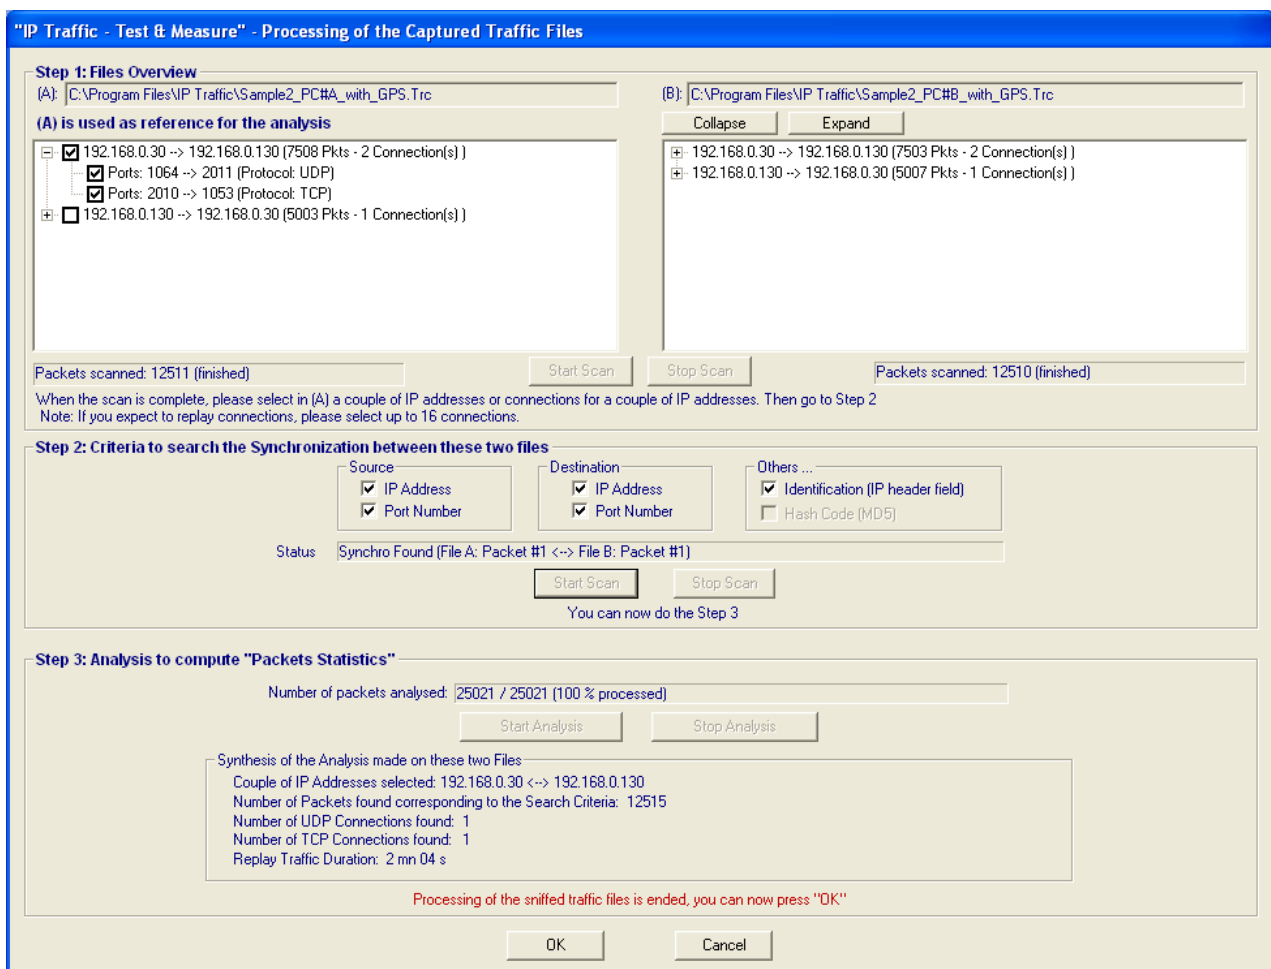 "IP Traffic - Test & Measure" - Processing of the Captured Traffic Files
Step 1: Files Overview
(A): C:\Program Files\IP Traffic\Sample2_PC#A_with_GPS.Trc
(B): C:\Program Files\IP Traffic\Sample2_PC#B_with_GPS.Trc
(A) is used as reference for the analysis
Collapse
Expand
192.168.0.30 --> 192.168.0.130 (7508 Pkts - 2 Connection(s) )
Ports: 1064 --> 2011 (Protocol: UDP)
Ports: 2010 --> 1053 (Protocol: TCP)
192.168.0.130 --> 192.168.0.30 (5003 Pkts - 1 Connection(s) )
192.168.0.30 --> 192.168.0.130 (7503 Pkts - 2 Connection(s) )
192.168.0.130 --> 192.168.0.30 (5007 Pkts - 1 Connection(s) )
Packets scanned: 12511 (finished)
Start Scan
Stop Scan
Packets scanned: 12510 (finished)
When the scan is complete, please select in (A) a couple of IP addresses or connections for a couple of IP addresses. Then go to Step 2
Note: If you expect to replay connections, please select up to 16 connections.
Step 2: Criteria to search the Synchronization between these two files
Source
IP Address
Port Number
Destination
IP Address
Port Number
Others ...
Identification (IP header field)
Hash Code (MD5)
Status
Synchro Found (File A: Packet #1 <--> File B: Packet #1)
Start Scan
Stop Scan
You can now do the Step 3
Step 3: Analysis to compute "Packets Statistics"
Number of packets analysed: 25021 / 25021 (100 % processed)
Start Analysis
Stop Analysis
Synthesis of the Analysis made on these two Files
Couple of IP Addresses selected: 192.168.0.30 <--> 192.168.0.130
Number of Packets found corresponding to the Search Criteria: 12515
Number of UDP Connections found: 1
Number of TCP Connections found: 1
Replay Traffic Duration: 2 mn 04 s
Processing of the sniffed traffic files is ended, you can now press "OK"
OK
Cancel